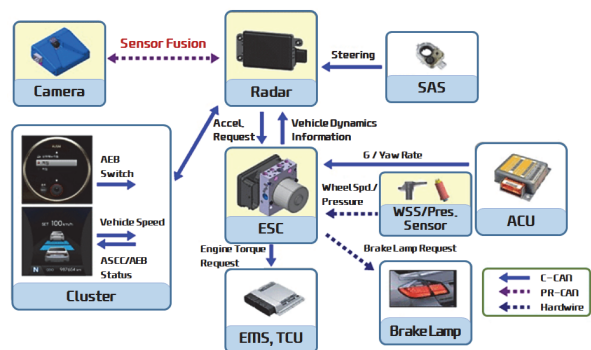 Sensor Fusion
Camera
Radar
Steering
SAS
Accel,
Request
Vehicle Dynamics
Information
AEB
Switch
SET 100km/h
N
Vehicle Speed
ASCC/AEB
Status
Cluster
G / Yaw Rate
ESC
Wheel Spd./
Pressure
WSS/Pres.
Sensor
ACU
Engine Torque
Request
Brake Lamp Request
EMS, TCU
Brake Lamp
C-CAN
PR-CAN
Hardwire